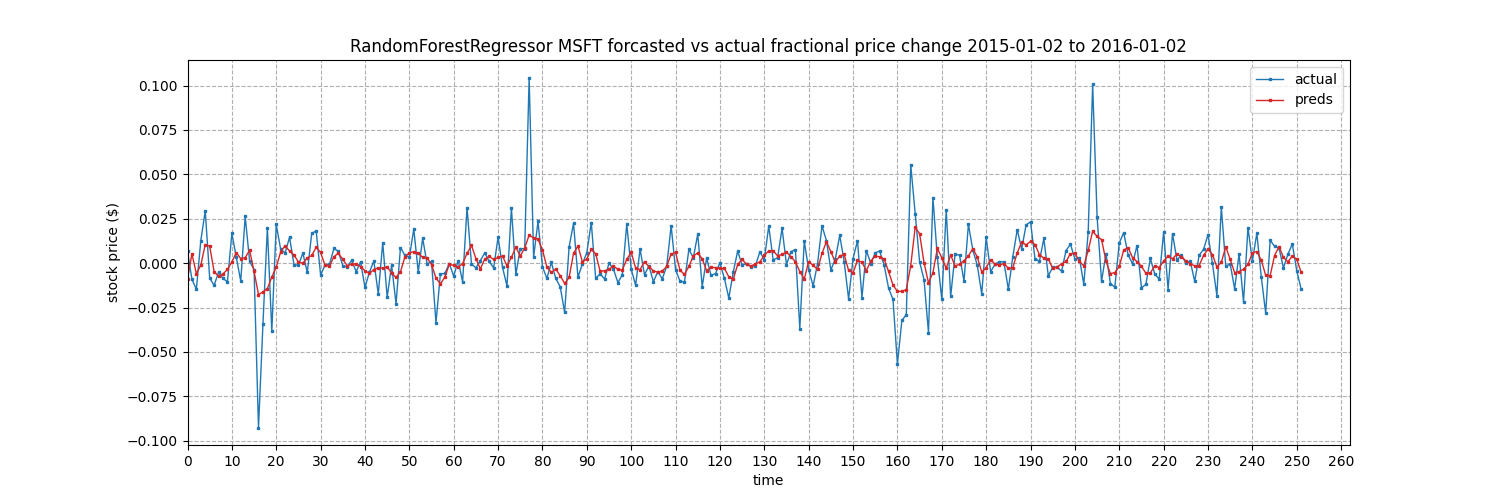 RandomForestRegressor MSFT forcasted vs actual fractional price change 2015-01-02 to 2016-01-02
actual
preds
stock price ($)
0.100
0.075
0.050
0.025
0.000
−0.025
−0.050
−0.075
−0.100
0 10 20 30 40 50 60 70 80 90 100 110 120 130 140 150 160 170 180 190 200 210 220 230 240 250 260
time